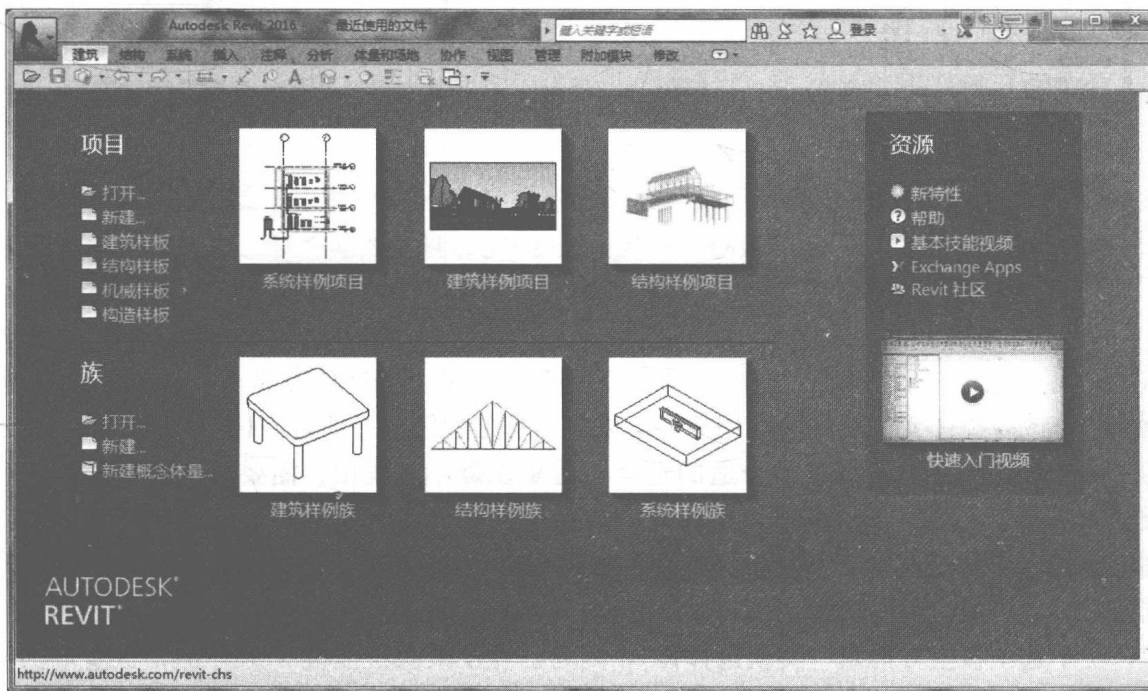 Autodesk Revit 2016 - 最近使用的文件
键入关键字或短语
登录
建筑 结构 系统 插入 注释 分析 体量和场地 协作 视图 管理 附加模块 修改
项目
打开...
新建...
建筑样板
结构样板
机械样板
构造样板
系统样例项目
建筑样例项目
结构样例项目
族
打开...
新建...
新建概念体量...
建筑样例族
结构样例族
系统样例族
资源
新特性
帮助
基本技能视频
Exchange Apps
Revit 社区
快速入门视频
AUTODESK®
REVIT®
http://www.autodesk.com/revit-chs